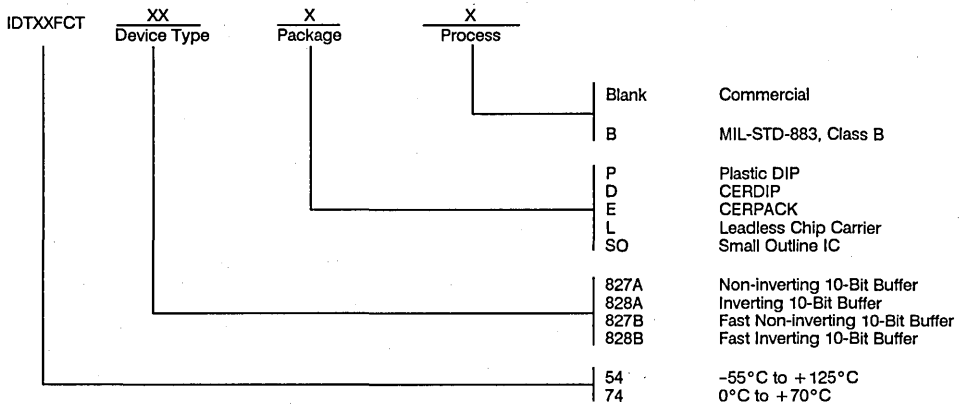 IDTXXFCT XX X X
Device Type Package Process
Blank Commercial
B MIL-STD-883, Class B
P Plastic DIP
D CERDIP
E CERPACK
L Leadless Chip Carrier
SO Small Outline IC
827A Non-inverting 10-Bit Buffer
828A Inverting 10-Bit Buffer
827B Fast Non-inverting 10-Bit Buffer
828B Fast Inverting 10-Bit Buffer
54 –55°C to +125°C
74 0°C to +70°C